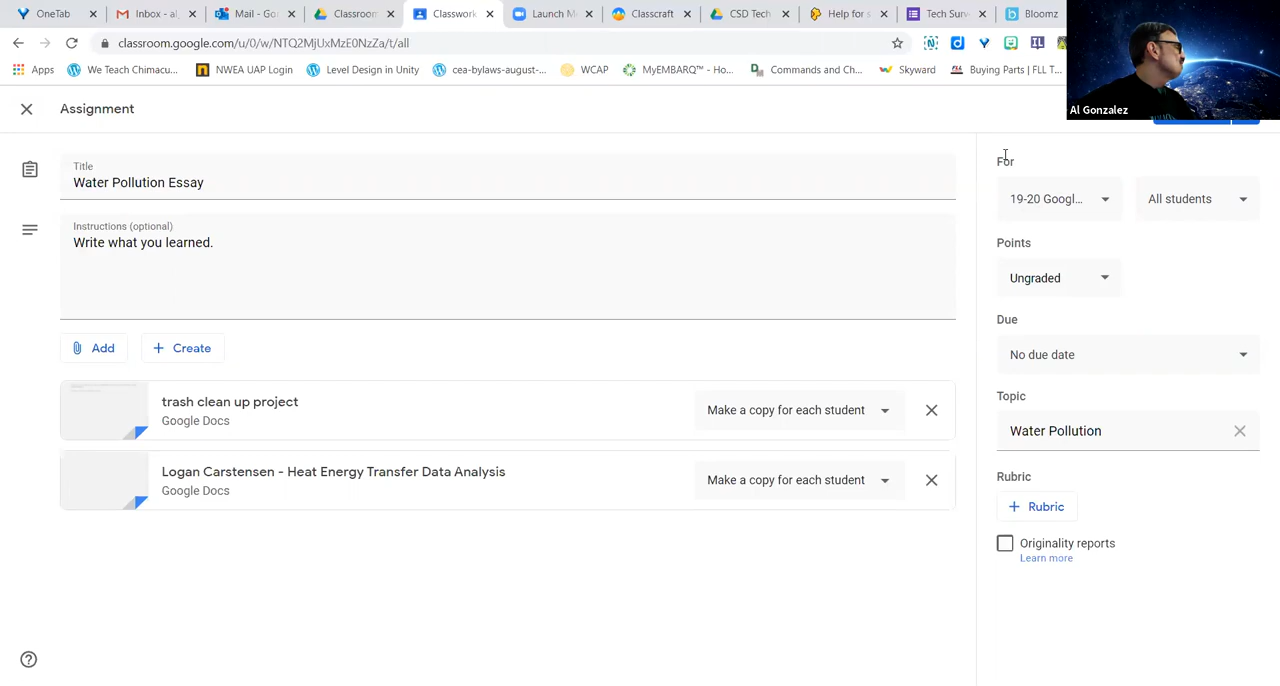 OneTab
Inbox - al
Mail - Go
Classroom
Classwork
Launch M
Classcraft
CSD Tech
Help for s
Tech Surv
Bloomz
classroom.google.com/u/0/w/NTQ2MjUxMzE0NzZa/t/all
Apps
We Teach Chimacu...
NWEA UAP Login
Level Design in Unity
cea-bylaws-august-...
WCAP
MyEMBARQ™ - Ho...
Commands and Ch...
Skyward
Buying Parts | FLL T...
Al Gonzalez
Assignment
Title
Water Pollution Essay
Instructions (optional)
Write what you learned.
Add
Create
trash clean up project
Google Docs
Make a copy for each student
Logan Carstensen - Heat Energy Transfer Data Analysis
Google Docs
Make a copy for each student
For
19-20 Googl...
All students
Points
Ungraded
Due
No due date
Topic
Water Pollution
Rubric
Rubric
Originality reports
Learn more